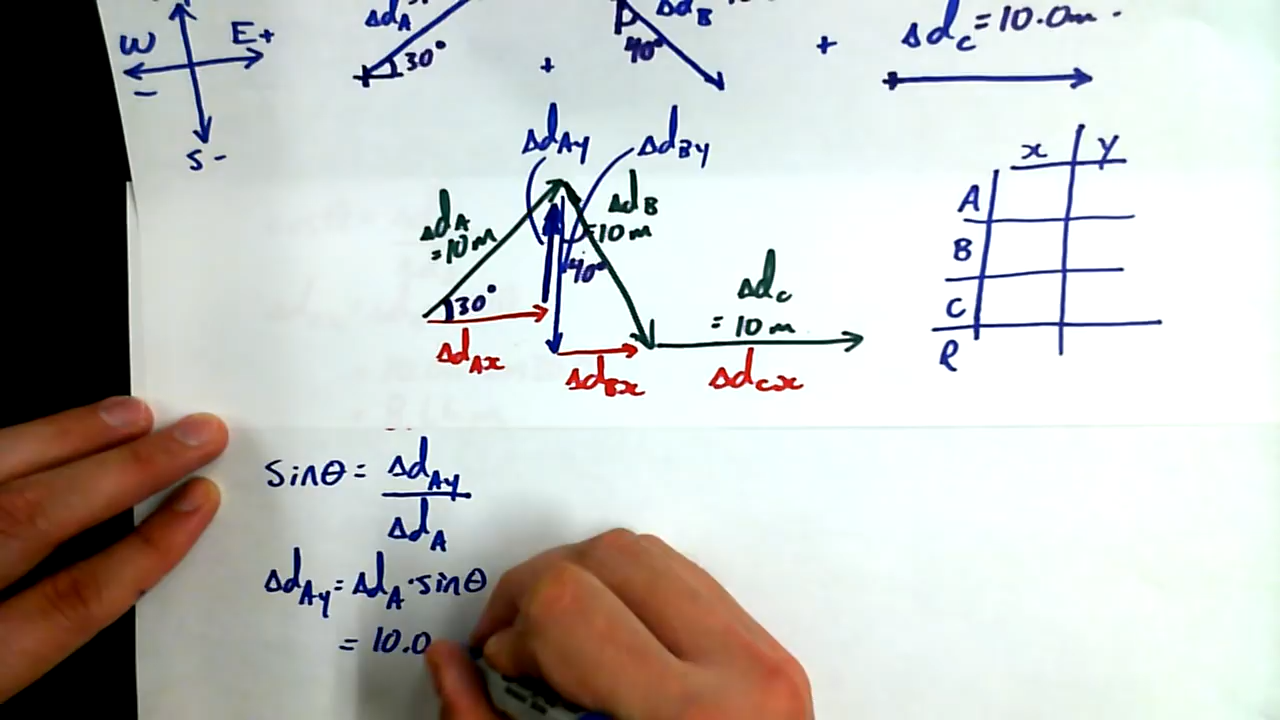 W
E+
−
S -
Δd_A
30°
+
Δd_B
40°
+
Δd_C = 10.0m
Δd_Ay
Δd_By
Δd_A
= 10m
Δd_B
= 10m
30°
40°
Δd_C
= 10m
Δd_Ax
Δd_Bx
Δd_Cx
x y
A
B
C
R
sinθ = Δd_Ay
Δd_A
Δd_Ay = Δd_A · sinθ
= 10.0